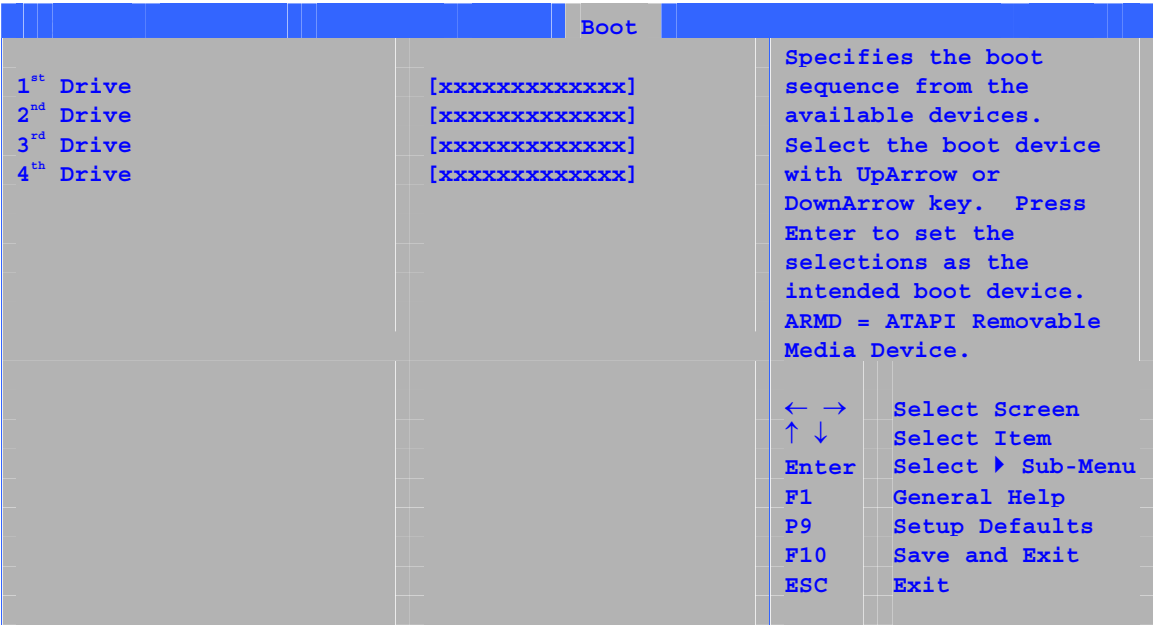 Boot
1st Drive [xxxxxxxxxxxxx]
2nd Drive [xxxxxxxxxxxxx]
3rd Drive [xxxxxxxxxxxxx]
4th Drive [xxxxxxxxxxxxx]
Specifies the boot
sequence from the
available devices.
Select the boot device
with UpArrow or
DownArrow key.  Press
Enter to set the
selections as the
intended boot device.
ARMD = ATAPI Removable
Media Device.
← → Select Screen
↑ ↓ Select Item
Enter Select ▶ Sub-Menu
F1 General Help
P9 Setup Defaults
F10 Save and Exit
ESC Exit